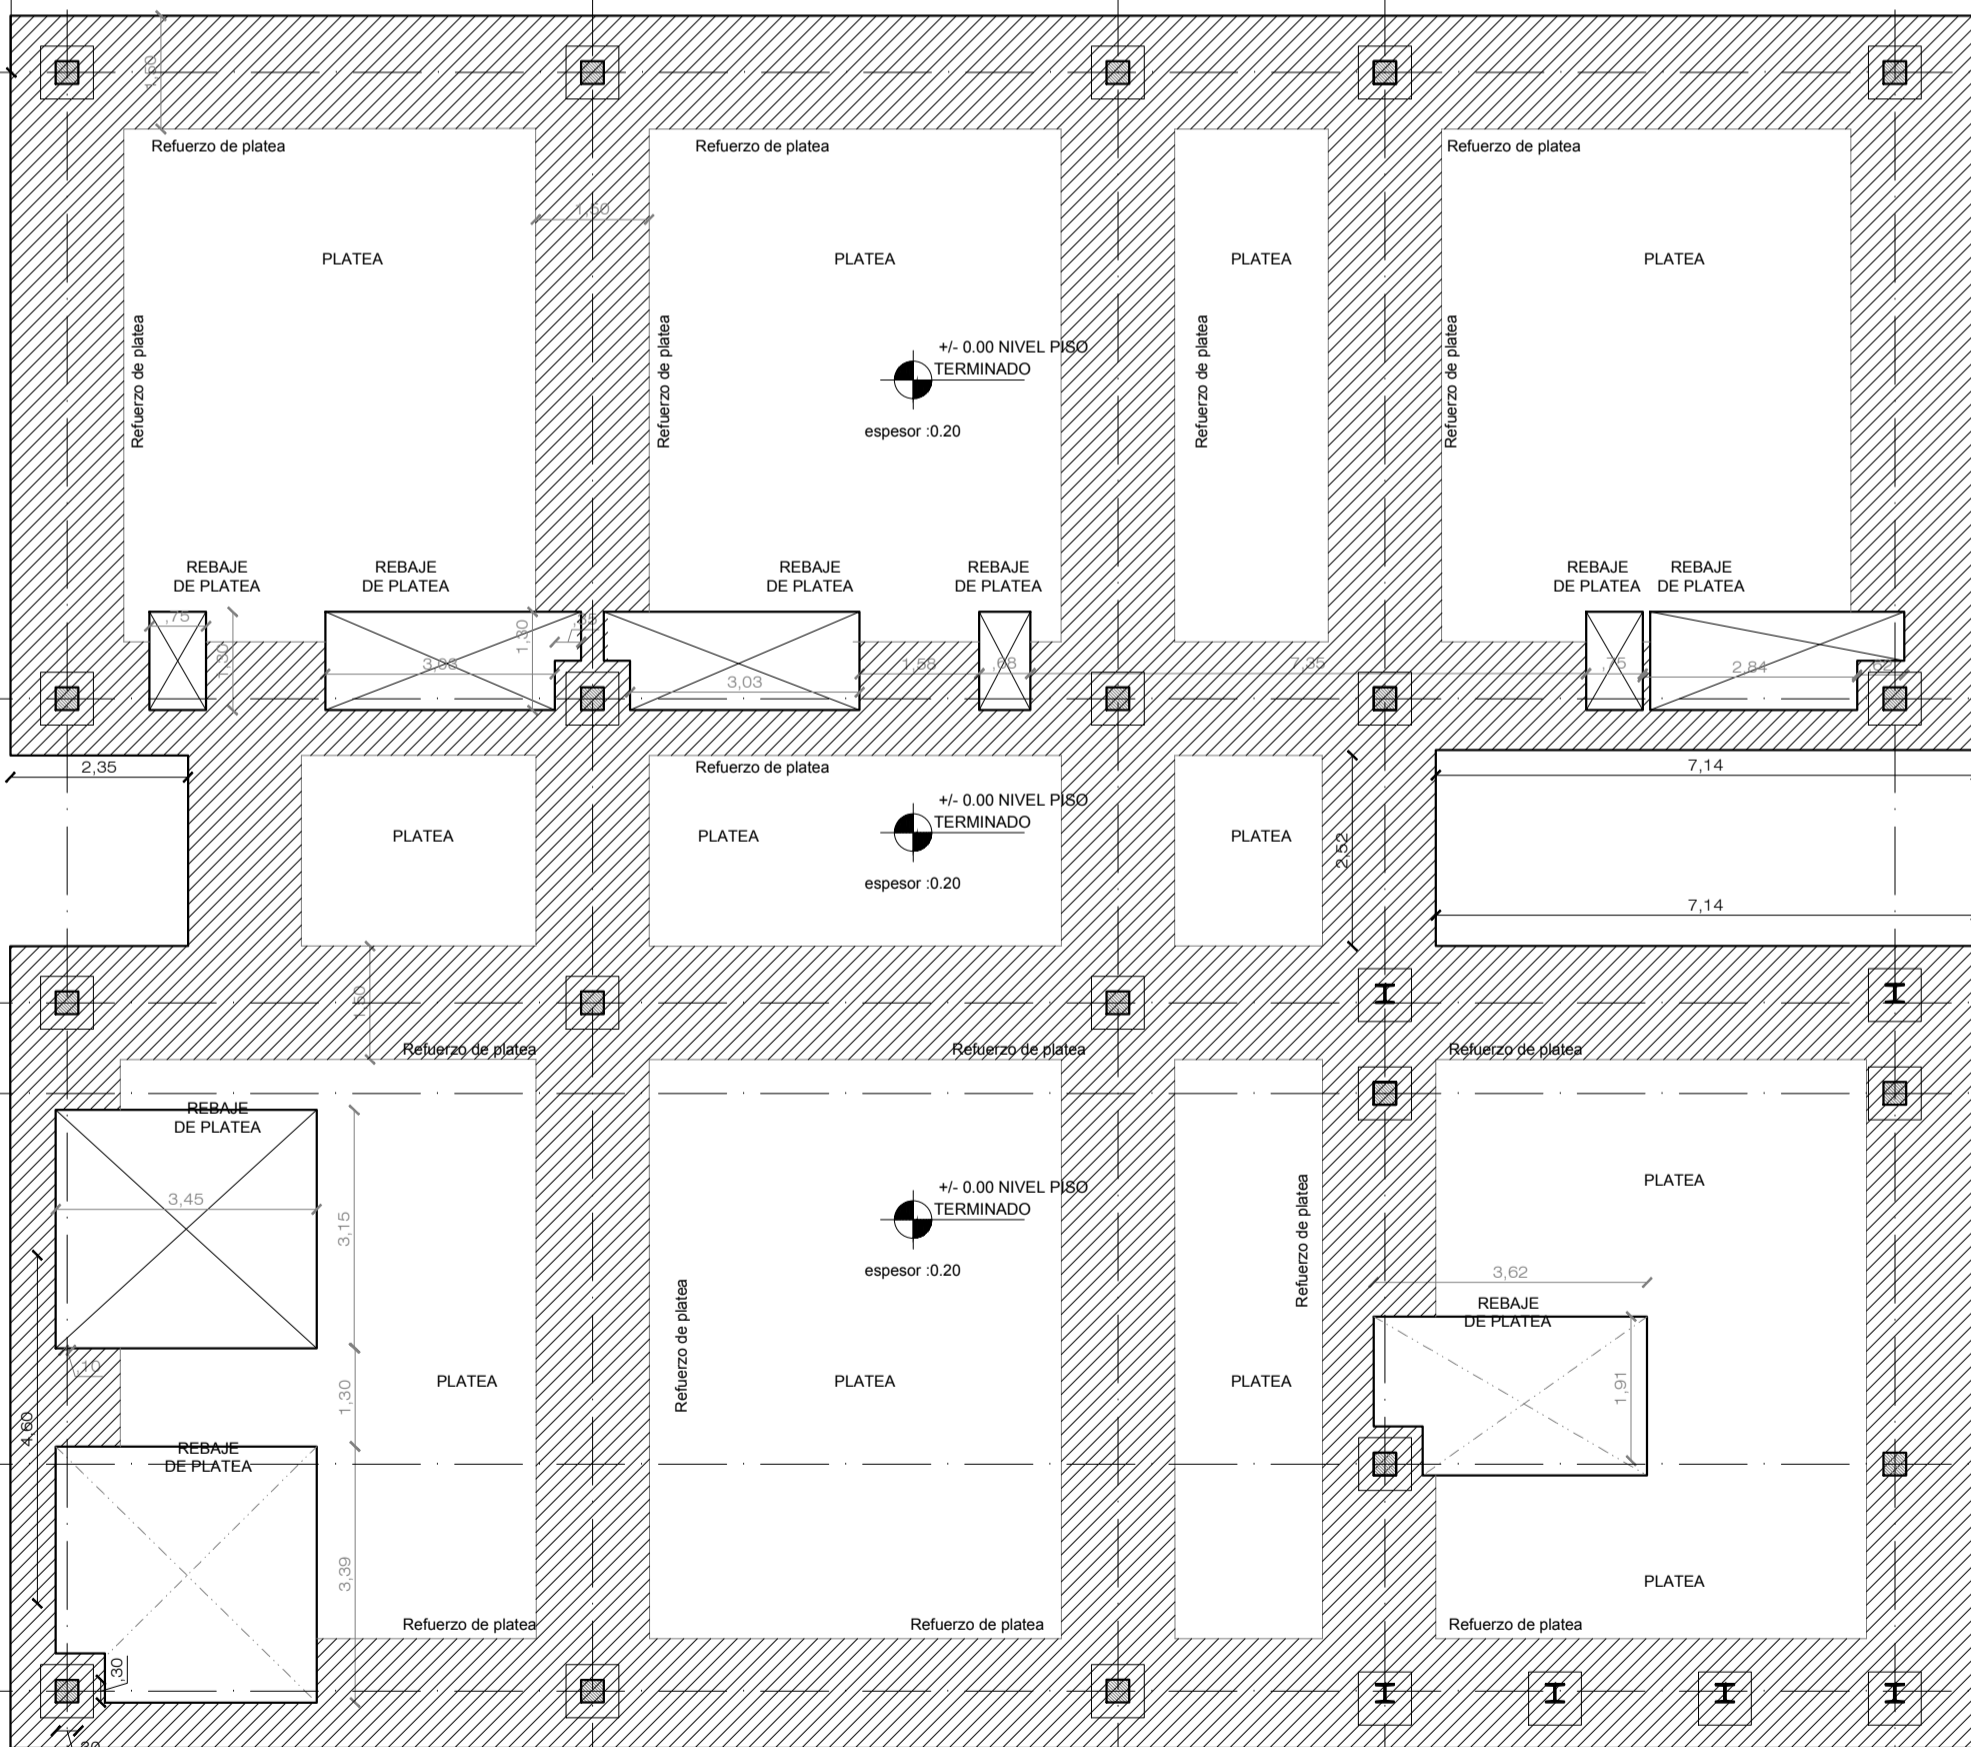 1,50
Refuerzo de platea
Refuerzo de platea
Refuerzo de platea
1,50
PLATEA
PLATEA
PLATEA
PLATEA
Refuerzo de platea
Refuerzo de platea
Refuerzo de platea
Refuerzo de platea
+/- 0.00 NIVEL PISO
TERMINADO
espesor :0.20
REBAJE
DE PLATEA
REBAJE
DE PLATEA
REBAJE
DE PLATEA
REBAJE
DE PLATEA
REBAJE
DE PLATEA
REBAJE
DE PLATEA
,75
1,30
3,03
1,30
,35
3,03
1,58
,68
7,35
,75
2,84
,62
2,35
Refuerzo de platea
7,14
+/- 0.00 NIVEL PISO
TERMINADO
PLATEA
PLATEA
PLATEA
2,52
espesor :0.20
7,14
1,50
Refuerzo de platea
Refuerzo de platea
Refuerzo de platea
REBAJE
DE PLATEA
3,45
3,15
+/- 0.00 NIVEL PISO
TERMINADO
PLATEA
Refuerzo de platea
espesor :0.20
3,62
REBAJE
DE PLATEA
Refuerzo de platea
,10
1,30
PLATEA
PLATEA
PLATEA
1,91
4,60
REBAJE
DE PLATEA
3,39
PLATEA
Refuerzo de platea
Refuerzo de platea
Refuerzo de platea
,30